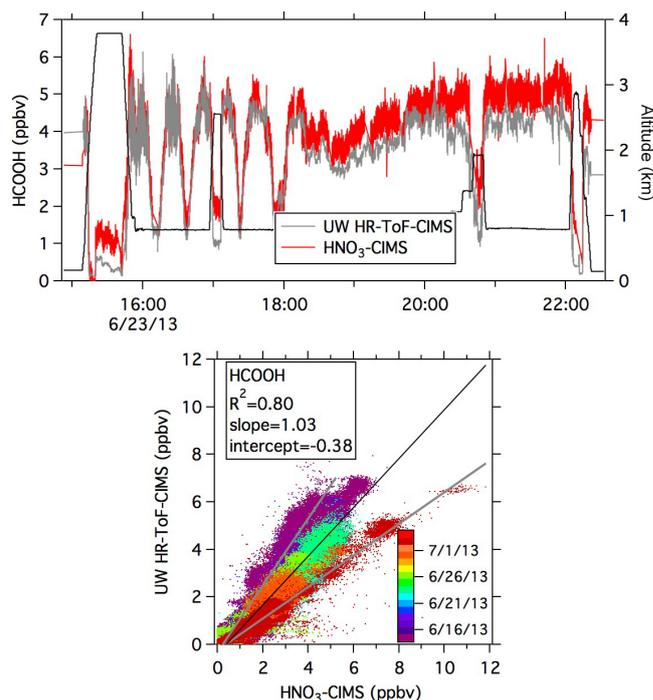 7
6
5
4
3
2
1
0
HCOOH (ppbv)
4
3
2
1
0
Altitude (km)
UW HR-ToF-CIMS
HNO3-CIMS
16:00 18:00 20:00 22:00
6/23/13
12
10
8
6
4
2
0
UW HR-ToF-CIMS (ppbv)
HCOOH
R2=0.80
slope=1.03
intercept=-0.38
7/1/13
6/26/13
6/21/13
6/16/13
0 2 4 6 8 10 12
HNO3-CIMS (ppbv)